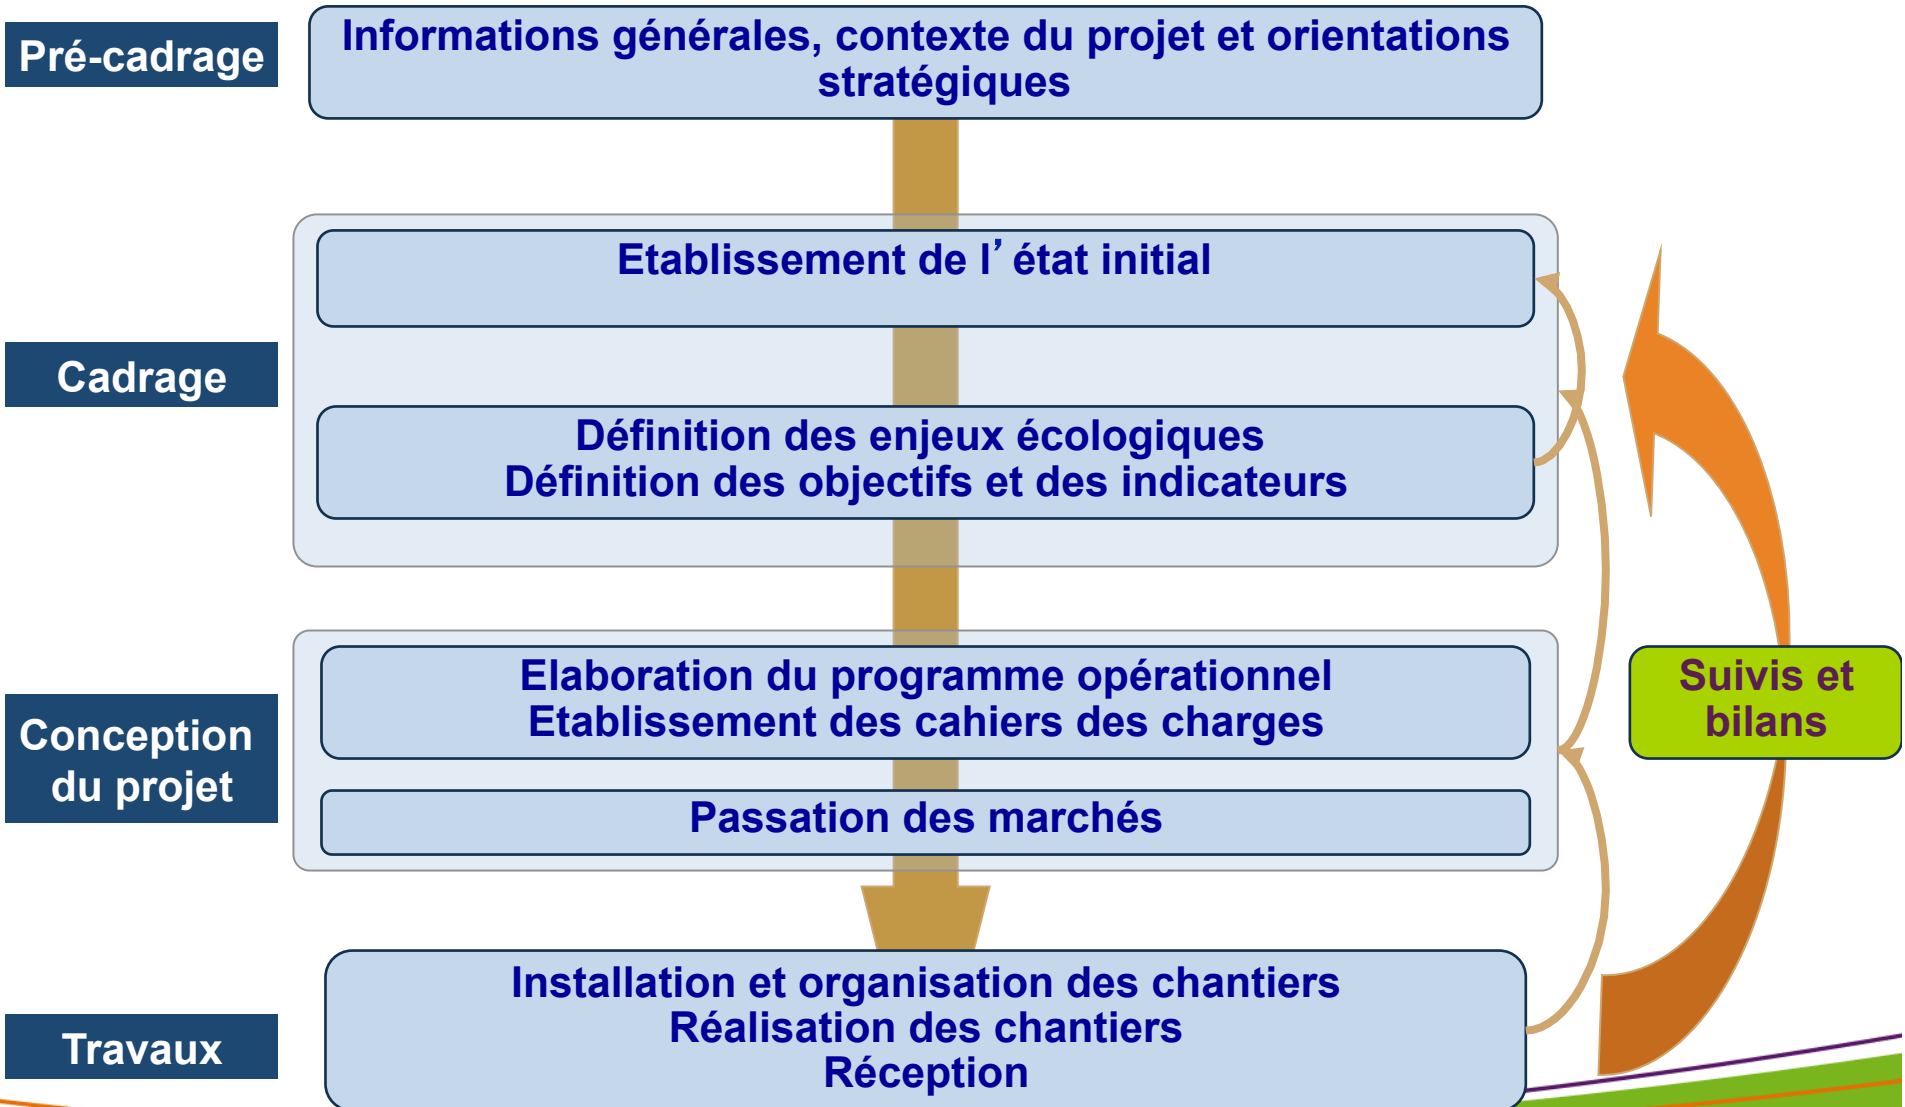 Pré-cadrage
Informations générales, contexte du projet et orientations
stratégiques
Cadrage
Etablissement de l’ état initial
Définition des enjeux écologiques
Définition des objectifs et des indicateurs
Conception
du projet
Elaboration du programme opérationnel
Etablissement des cahiers des charges
Passation des marchés
Suivis et
bilans
Travaux
Installation et organisation des chantiers
Réalisation des chantiers
Réception